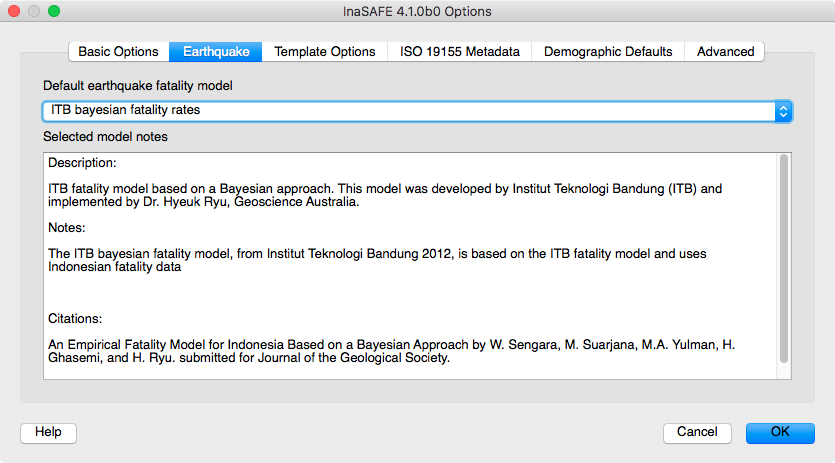 InaSAFE 4.1.0b0 Options
Basic Options
Earthquake
Template Options
ISO 19155 Metadata
Demographic Defaults
Advanced
Default earthquake fatality model
ITB bayesian fatality rates
Selected model notes
Description:
ITB fatality model based on a Bayesian approach. This model was developed by Institut Teknologi Bandung (ITB) and
implemented by Dr. Hyeuk Ryu, Geoscience Australia.
Notes:
The ITB bayesian fatality model, from Institut Teknologi Bandung 2012, is based on the ITB fatality model and uses
Indonesian fatality data
Citations:
An Empirical Fatality Model for Indonesia Based on a Bayesian Approach by W. Sengara, M. Suarjana, M.A. Yulman, H.
Ghasemi, and H. Ryu. submitted for Journal of the Geological Society.
Help
Cancel
OK